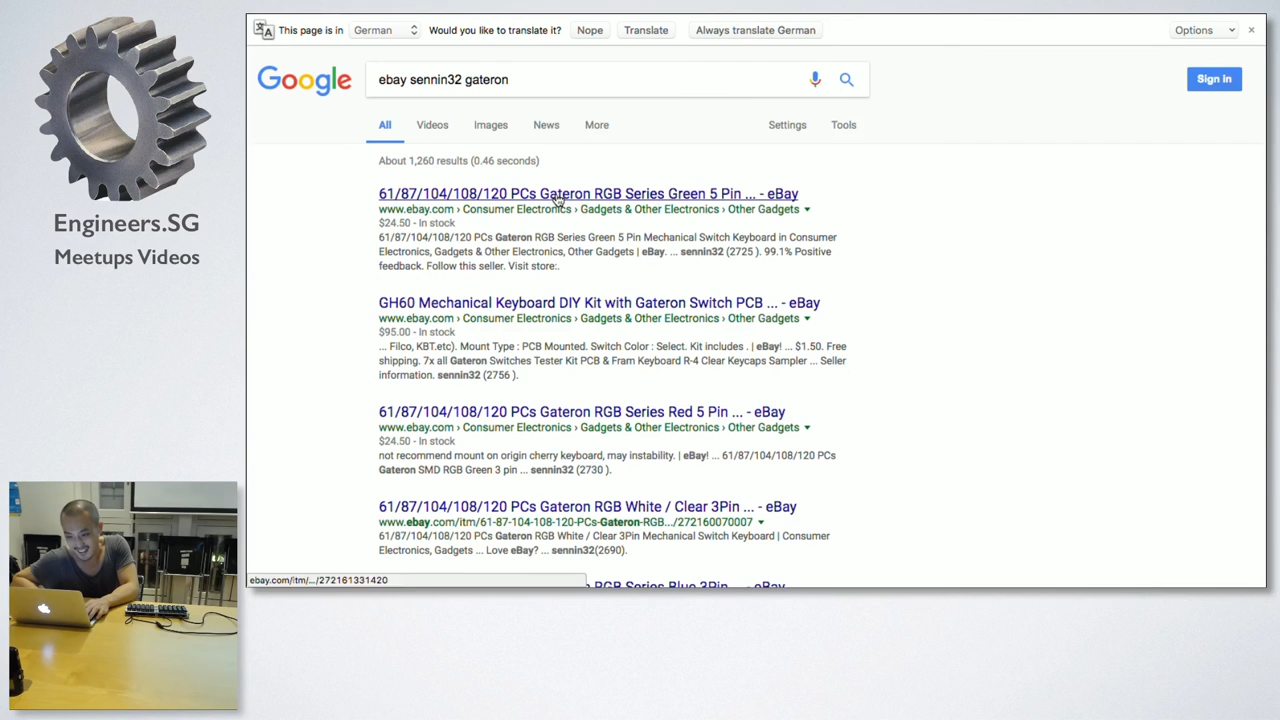 This page is in German Would you like to translate it? Nope Translate Always translate German Options
Google ebay sennin32 gateron Sign in
All Videos Images News More Settings Tools
About 1,260 results (0.46 seconds)
61/87/104/108/120 PCs Gateron RGB Series Green 5 Pin ... - eBay
www.ebay.com › Consumer Electronics › Gadgets & Other Electronics › Other Gadgets
$24.50 - In stock
61/87/104/108/120 PCs Gateron RGB Series Green 5 Pin Mechanical Switch Keyboard in Consumer
Electronics, Gadgets & Other Electronics, Other Gadgets | eBay. ... sennin32 (2725 ). 99.1% Positive
feedback. Follow this seller. Visit store:.
GH60 Mechanical Keyboard DIY Kit with Gateron Switch PCB ... - eBay
www.ebay.com › Consumer Electronics › Gadgets & Other Electronics › Other Gadgets
$95.00 - In stock
... Filco, KBT.etc). Mount Type : PCB Mounted. Switch Color : Select. Kit includes . | eBay! ... $1.50. Free
shipping. 7x all Gateron Switches Tester Kit PCB & Fram Keyboard R-4 Clear Keycaps Sampler ... Seller
information. sennin32 (2756 ).
61/87/104/108/120 PCs Gateron RGB Series Red 5 Pin ... - eBay
www.ebay.com › Consumer Electronics › Gadgets & Other Electronics › Other Gadgets
$24.50 - In stock
not recommend mount on origin cherry keyboard, may instability. | eBay! ... 61/87/104/108/120 PCs
Gateron SMD RGB Green 3 pin ... sennin32 (2730 ).
61/87/104/108/120 PCs Gateron RGB White / Clear 3Pin ... - eBay
www.ebay.com/itm/61-87-104-108-120-PCs-Gateron-RGB.../272160070007
61/87/104/108/120 PCs Gateron RGB White / Clear 3Pin Mechanical Switch Keyboard | Consumer
Electronics, Gadgets ... Love eBay? ... sennin32(2690).
ebay.com/itm/.../272161331420
RGB Series Blue 3Pin ... - eBay
Engineers.SG
Meetups Videos